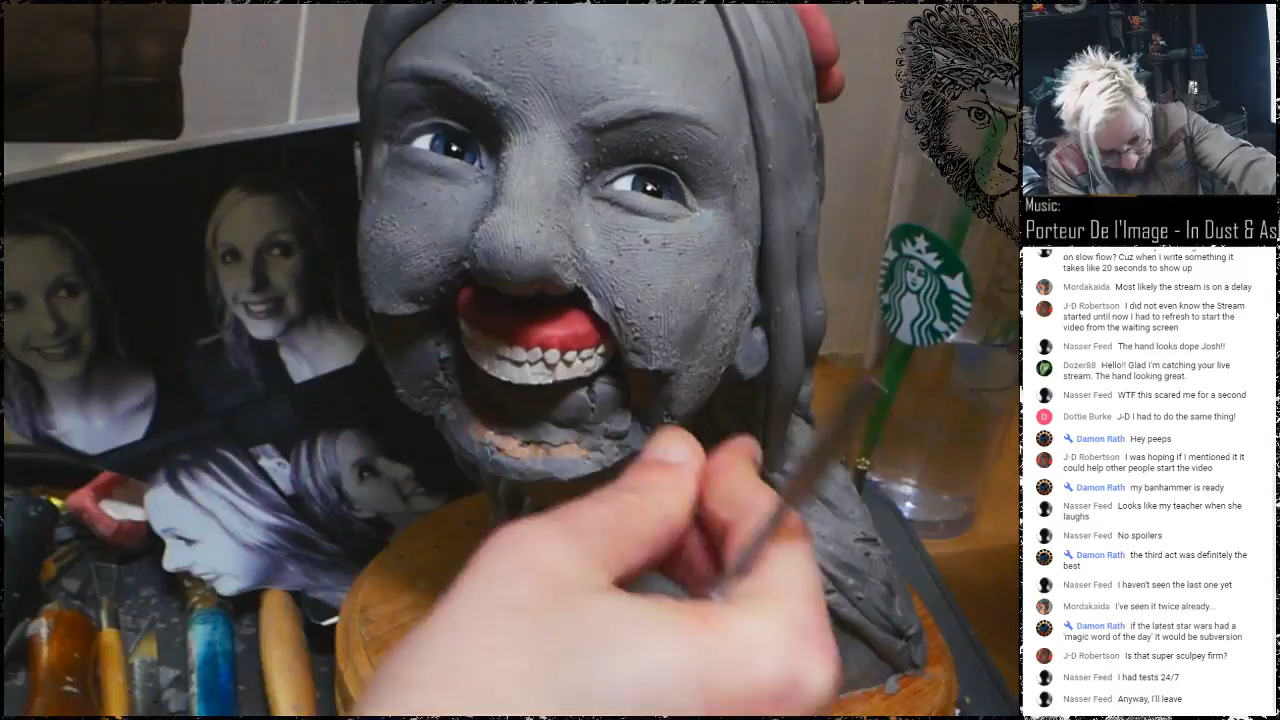 Music:
Porteur De l'Image - In Dust & As
on slow flow? Cuz when I write something it
takes like 20 seconds to show up
Mordakaida Most likely the stream is on a delay
J-D Robertson I did not even know the Stream
started until now I had to refresh to start the
video from the waiting screen
Nasser Feed The hand looks dope Josh!!
Dozer88 Hello!! Glad I'm catching your live
stream. The hand looking great.
Nasser Feed WTF this scared me for a second
D
Dottie Burke J-D I had to do the same thing!
Damon Rath Hey peeps
J-D Robertson I was hoping if I mentioned it it
could help other people start the video
Damon Rath my banhammer is ready
Nasser Feed Looks like my teacher when she
laughs
Nasser Feed No spoilers
Damon Rath the third act was definitely the
best
Nasser Feed I haven't seen the last one yet
Mordakaida I've seen it twice already...
Damon Rath if the latest star wars had a
'magic word of the day' it would be subversion
J-D Robertson Is that super sculpey firm?
Nasser Feed I had tests 24/7
Nasser Feed Anyway, I'll leave